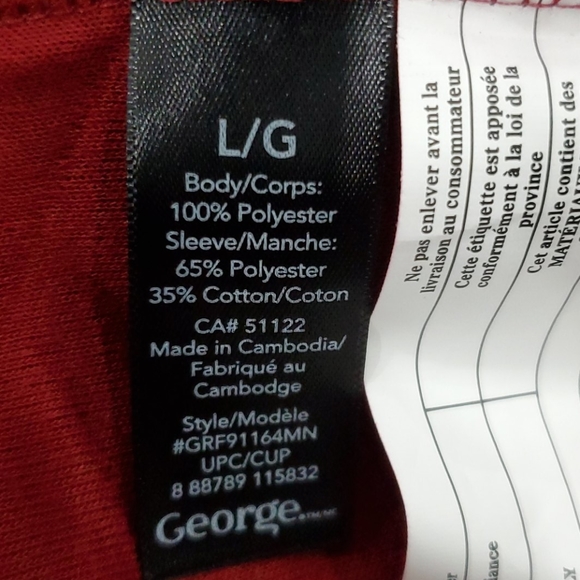 L/G
Body/Corps:
100% Polyester
Sleeve/Manche:
65% Polyester
35% Cotton/Coton
CA# 51122
Made in Cambodia/
Fabriqué au
Cambodge
Style/Modèle
#GRF91164MN
UPC/CUP
8 88789 115832
George
Ne pas enlever avant la
livraison au consommateur
Cette étiquette est apposée
conformément à la loi de la
province
Cet article contient des